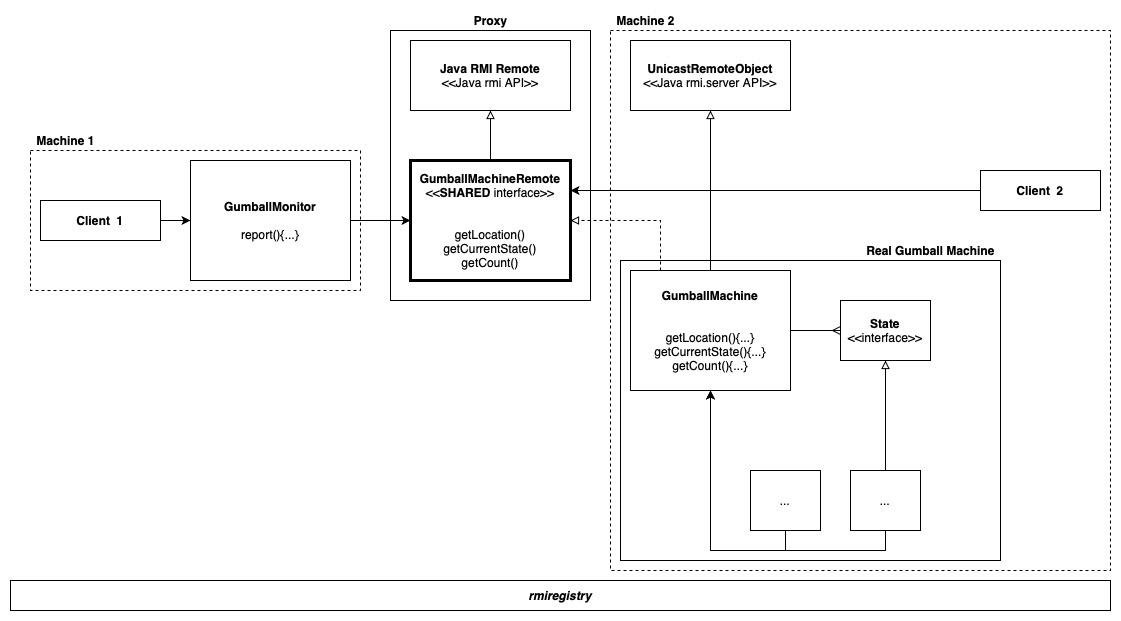 Proxy
Machine 2
Java RMI Remote
<<Java rmi API>>
UnicastRemoteObject
<<Java rmi.server API>>
Machine 1
Client 1
GumballMonitor
report(){...}
GumballMachineRemote
<<SHARED interface>>
getLocation()
getCurrentState()
getCount()
Client 2
Real Gumball Machine
GumballMachine
getLocation(){...}
getCurrentState(){...}
getCount(){...}
State
<<interface>>
...
...
rmiregistry